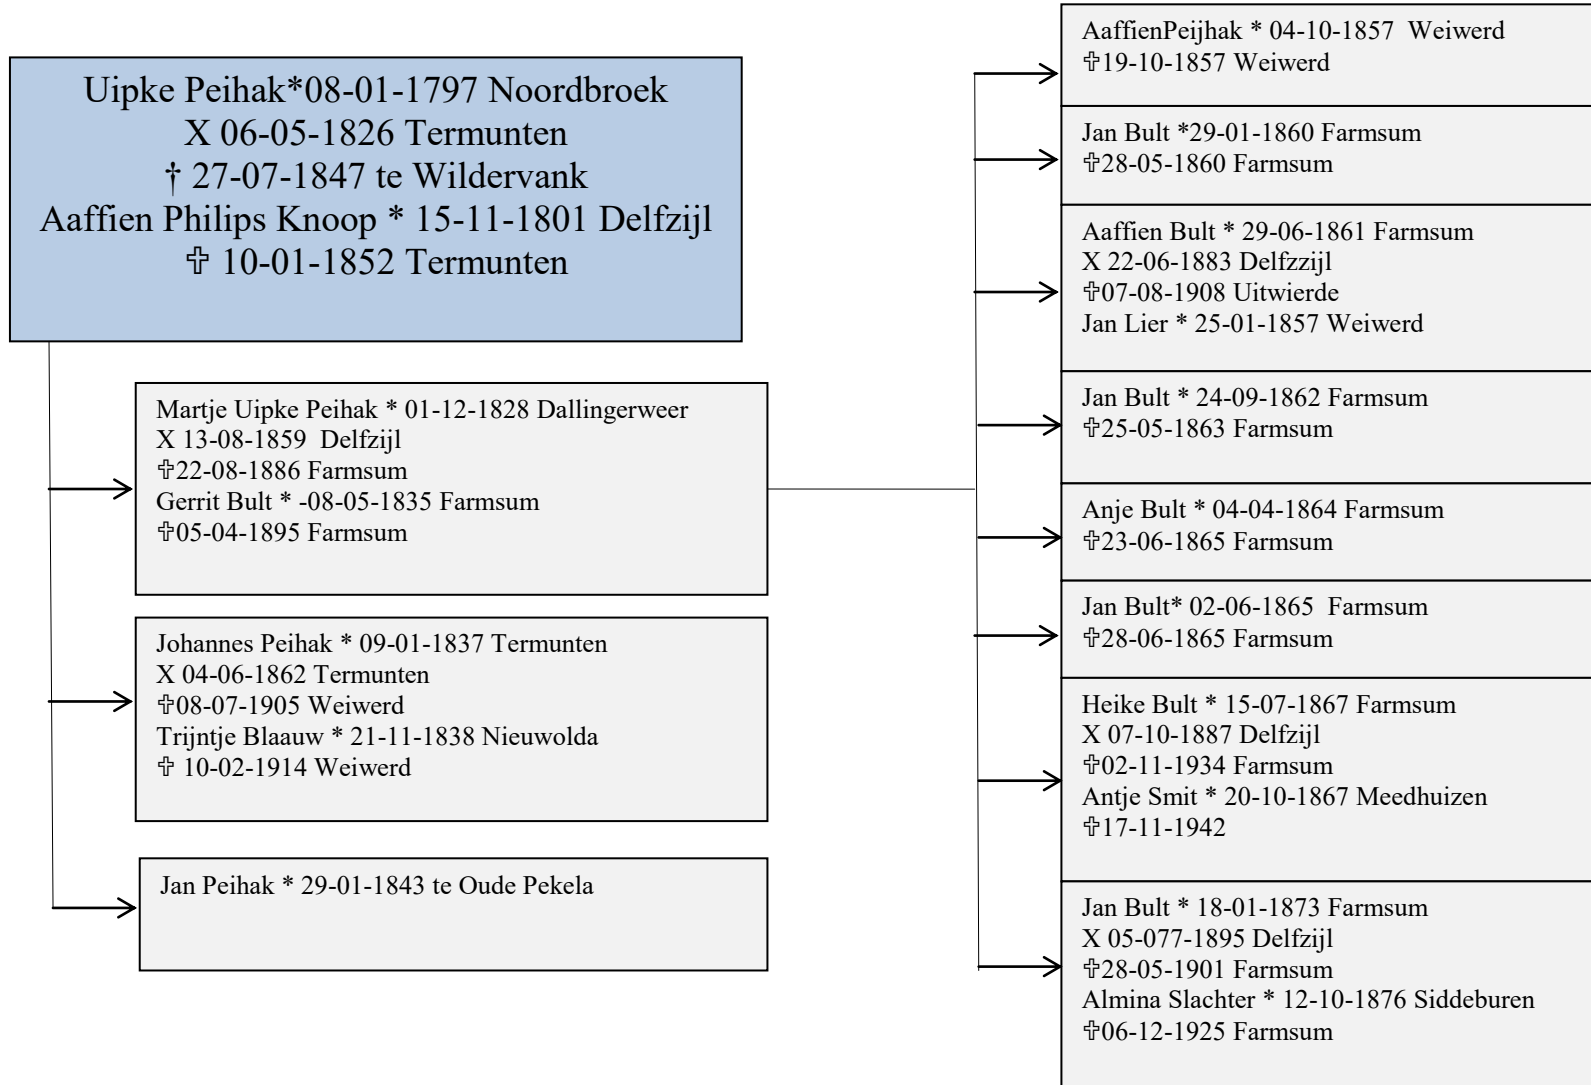 Uipke Peihak*08-01-1797 Noordbroek
X 06-05-1826 Termunten
† 27-07-1847 te Wildervank
Aaffien Philips Knoop * 15-11-1801 Delfzijl
✞ 10-01-1852 Termunten
Martje Uipke Peihak * 01-12-1828 Dallingerweer
X 13-08-1859  Delfzijl
✞22-08-1886 Farmsum
Gerrit Bult * -08-05-1835 Farmsum
✞05-04-1895 Farmsum
Johannes Peihak * 09-01-1837 Termunten
X 04-06-1862 Termunten
✞08-07-1905 Weiwerd
Trijntje Blaauw * 21-11-1838 Nieuwolda
✞ 10-02-1914 Weiwerd
Jan Peihak * 29-01-1843 te Oude Pekela
AaffienPeijhak * 04-10-1857  Weiwerd
✞19-10-1857 Weiwerd
Jan Bult *29-01-1860 Farmsum
✞28-05-1860 Farmsum
Aaffien Bult * 29-06-1861 Farmsum
X 22-06-1883 Delfzzijl
✞07-08-1908 Uitwierde
Jan Lier * 25-01-1857 Weiwerd
Jan Bult * 24-09-1862 Farmsum
✞25-05-1863 Farmsum
Anje Bult * 04-04-1864 Farmsum
✞23-06-1865 Farmsum
Jan Bult* 02-06-1865  Farmsum
✞28-06-1865 Farmsum
Heike Bult * 15-07-1867 Farmsum
X 07-10-1887 Delfzijl
✞02-11-1934 Farmsum
Antje Smit * 20-10-1867 Meedhuizen
✞17-11-1942
Jan Bult * 18-01-1873 Farmsum
X 05-077-1895 Delfzijl
✞28-05-1901 Farmsum
Almina Slachter * 12-10-1876 Siddeburen
✞06-12-1925 Farmsum